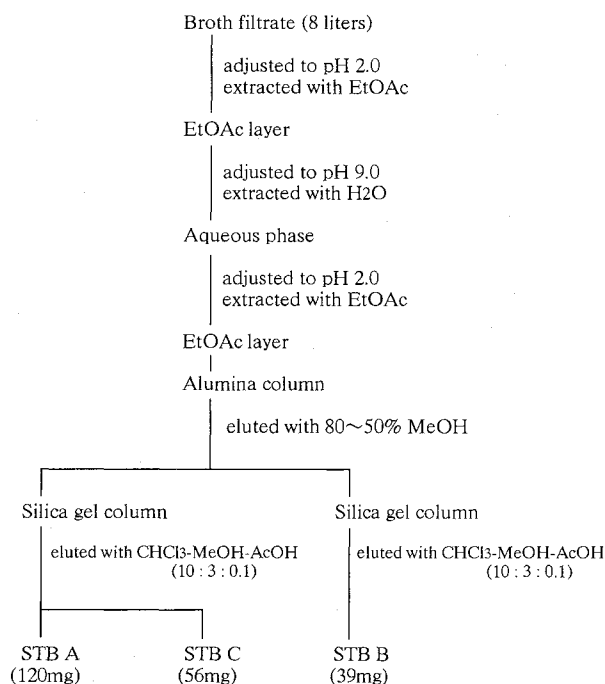 Broth filtrate (8 liters)
adjusted to pH 2.0
extracted with EtOAc
EtOAc layer
adjusted to pH 9.0
extracted with H2O
Aqueous phase
adjusted to pH 2.0
extracted with EtOAc
EtOAc layer
Alumina column
eluted with 80~50% MeOH
Silica gel column
eluted with CHCl3-MeOH-AcOH
(10 : 3 : 0.1)
Silica gel column
eluted with CHCl3-MeOH-AcOH
(10 : 3 : 0.1)
STB A
(120mg)
STB C
(56mg)
STB B
(39mg)